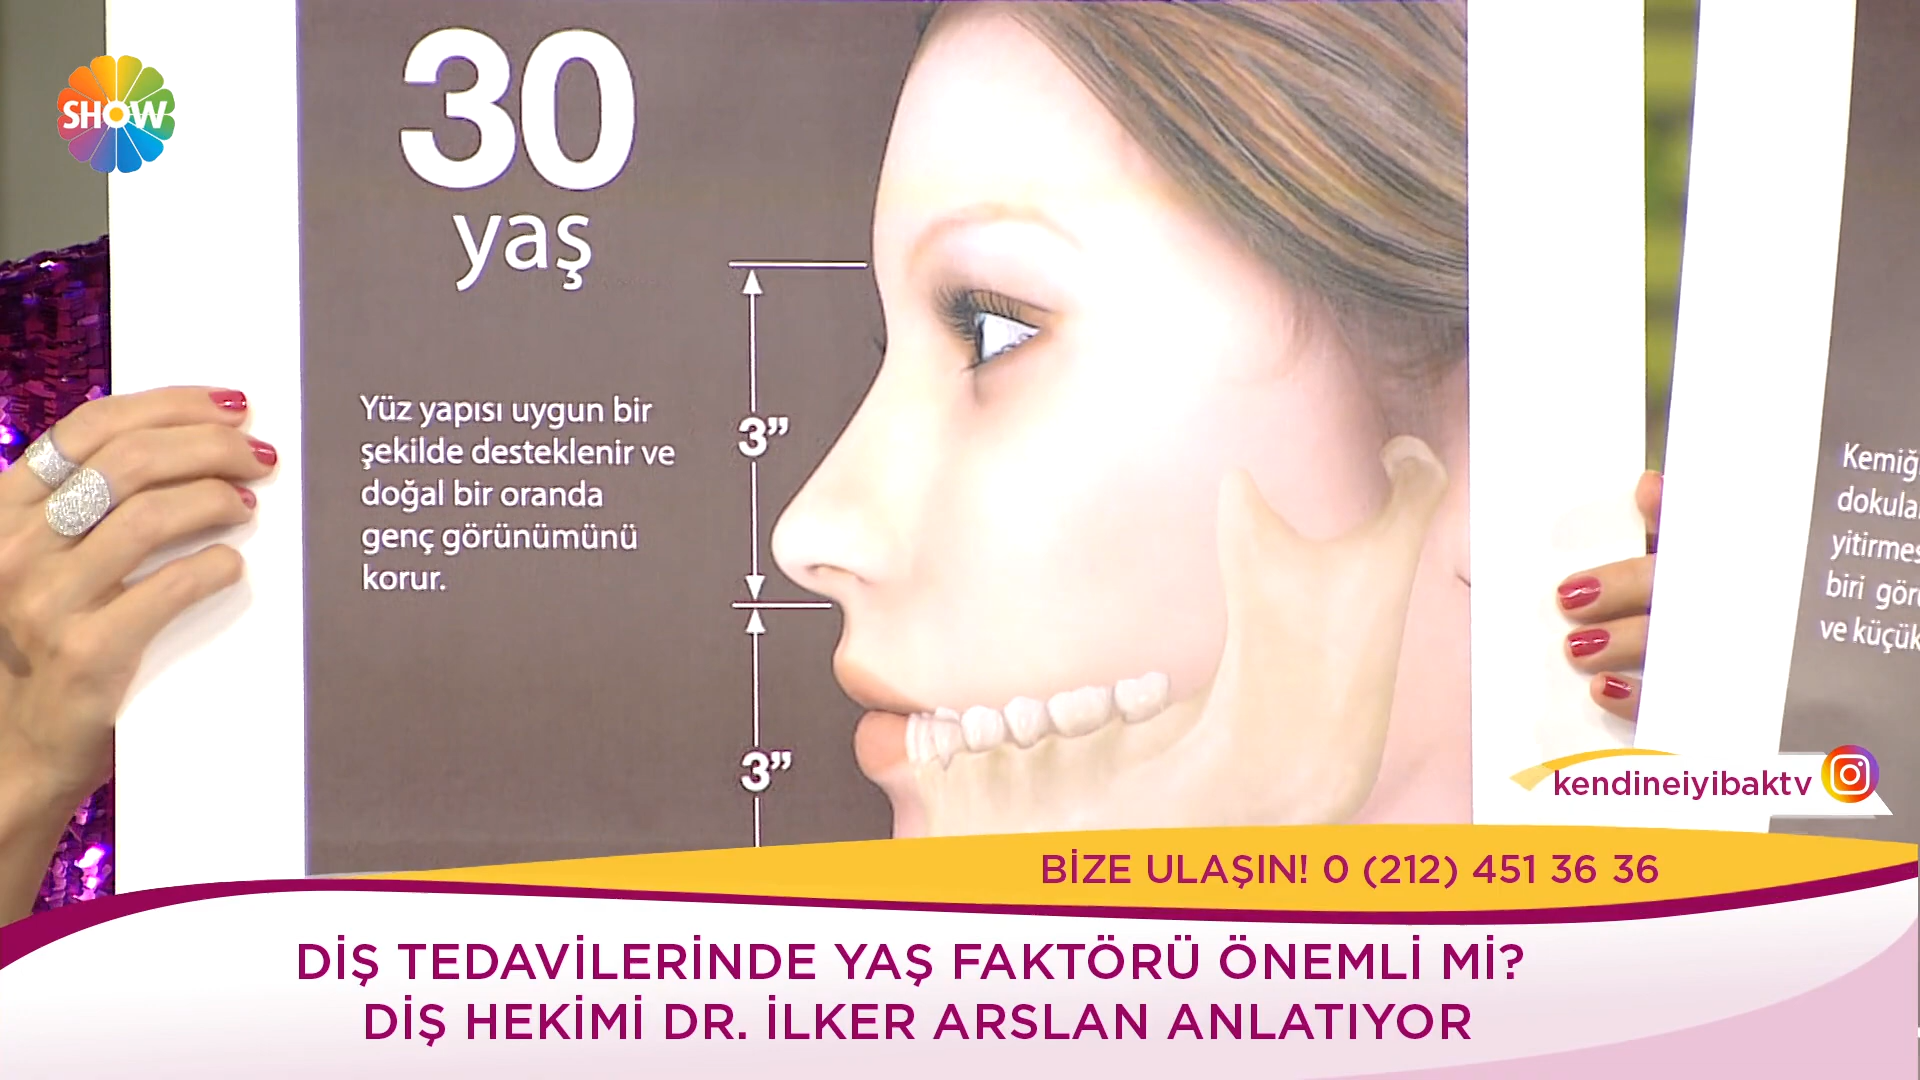 SHOW
30
yaş
Yüz yapısı uygun bir
şekilde desteklenir ve
doğal bir oranda
genç görünümünü
korur.
3”
3”
Kemiğ
dokula
yitirmes
biri gör
ve küçük
kendineiyibaktv
BİZE ULAŞIN! 0 (212) 451 36 36
DİŞ TEDAVİLERİNDE YAŞ FAKTÖRÜ ÖNEMLİ Mİ?
DİŞ HEKİMİ DR. İLKER ARSLAN ANLATIYOR